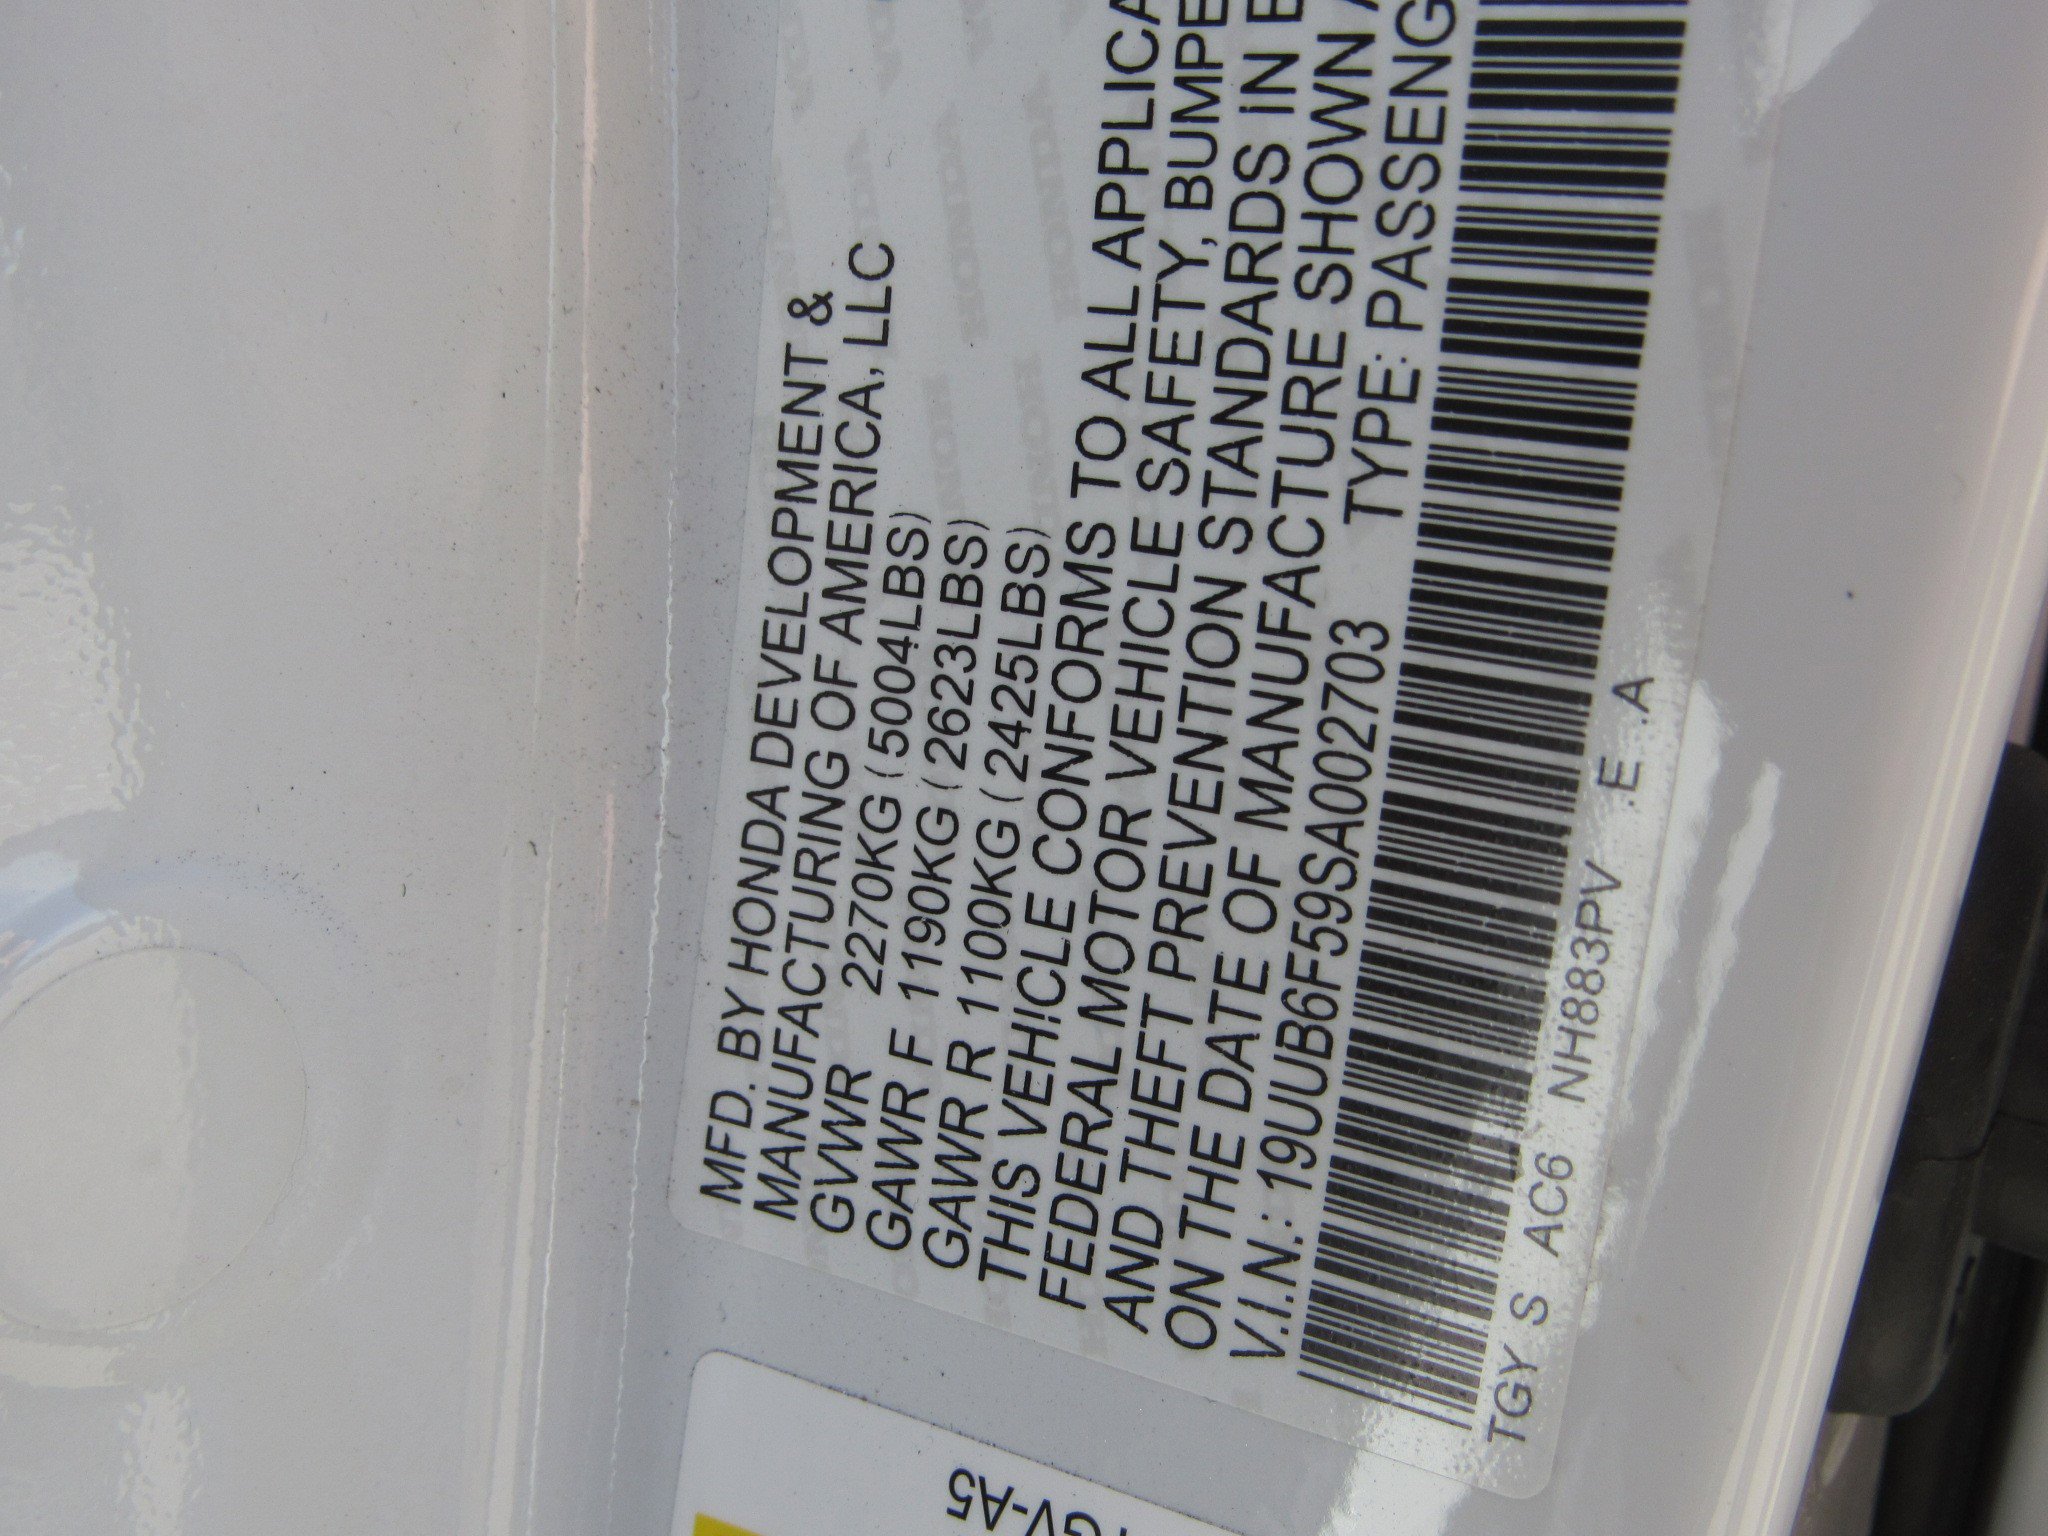 MFD. BY HONDA DEVELOPMENT &
MANUFACTURING OF AMERICA, LLC
GVWR 2270KG (5004LBS)
GAWR F 1190KG (2623LBS)
GAWR R 1100KG (2425LBS)
THIS VEHICLE CONFORMS TO ALL APPLICA
FEDERAL MOTOR VEHICLE SAFETY, BUMPE
AND THEFT PREVENTION STANDARDS IN E
ON THE DATE OF MANUFACTURE SHOWN A
V.I.N.: 19UUB6F59SA002703 TYPE: PASSENG
TGY S AC6 NH883PV .E.A
GV-A5